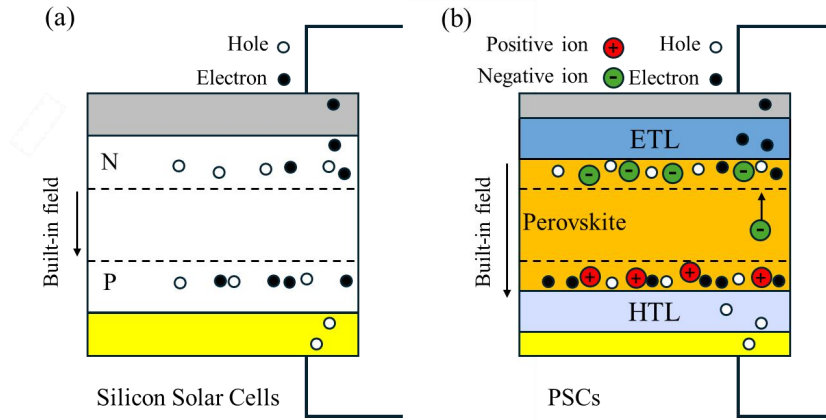 (a)
Hole
Electron
N
Built-in field
P
Silicon Solar Cells
(b)
Positive ion + Hole
Negative ion - Electron
ETL
- - - -
Perovskite
-
Built-in field
+ + + +
HTL
PSCs